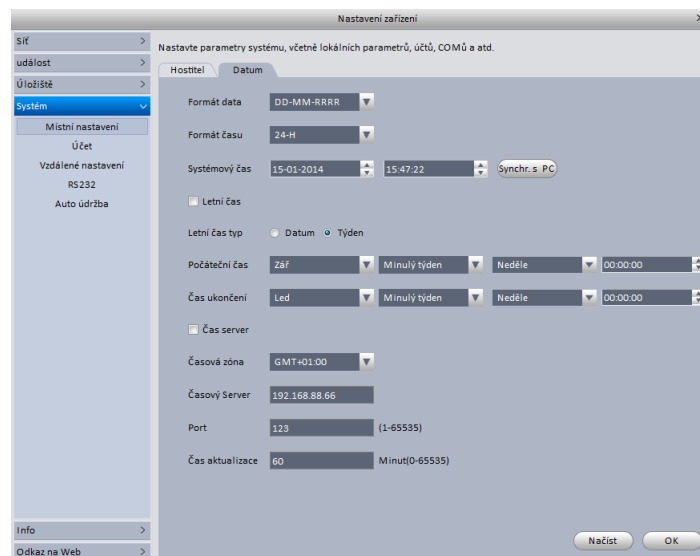 Nastavení zařízení
Síť
událost
Úložiště
Systém
Místní nastavení
Účet
Vzdálené nastavení
RS232
Auto údržba
Info
Odkaz na Web
Nastavte parametry systému, včetně lokálních parametrů, účtů, COMů a atd.
Hostitel Datum
Formát data DD-MM-RRRR
Formát času 24-H
Systémový čas 15-01-2014 15:47:22 Synchr. s PC
Letní čas
Letní čas typ Datum Týden
Počáteční čas Zář Minulý týden Neděle 00:00:00
Čas ukončení Led Minulý týden Neděle 00:00:00
Čas server
Časová zóna GMT+01:00
Časový Server 192.168.88.66
Port 123 (1-65535)
Čas aktualizace 60 Minut(0-65535)
Načíst OK